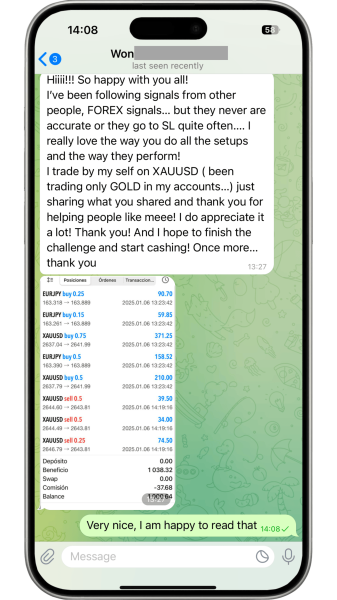 14:08
58
3
Won
last seen recently
Hiiii!!! So happy with you all!
I've been following signals from other
people, FOREX signals... but they never are
accurate or they go to SL quite often.... I
really love the way you do all the setups
and the way they perform!
I trade by my self on XAUUSD ( been
trading only GOLD in my accounts...) just
sharing what you shared and thank you for
helping people like meee! I do appreciate it
a lot! Thank you! And I hope to finish the
challenge and start cashing! Once more...
thank you
13:27
Posiciones Órdenes Transaccion...
EURJPY buy 0.25 90.70
163.318 → 163.889 2025.01.06 13:23:42
EURJPY buy 0.15 59.85
163.261 → 163.889 2025.01.06 13:23:42
XAUUSD buy 0.75 371.25
2637.04 → 2641.99 2025.01.06 13:23:42
EURJPY buy 0.5 158.52
163.390 → 163.889 2025.01.06 13:23:42
XAUUSD buy 0.5 210.00
2637.79 → 2641.99 2025.01.06 13:23:42
XAUUSD sell 0.5 39.50
2644.60 → 2643.81 2025.01.06 14:19:16
XAUUSD sell 0.5 34.00
2644.49 → 2643.81 2025.01.06 14:19:16
XAUUSD sell 0.25 74.50
2646.79 → 2643.81 2025.01.06 14:19:16
Depósito 0.00
Beneficio 1 038.32
Swap 0.00
Comisión -37.68
Balance
Very nice, I am happy to read that 14:08
Message